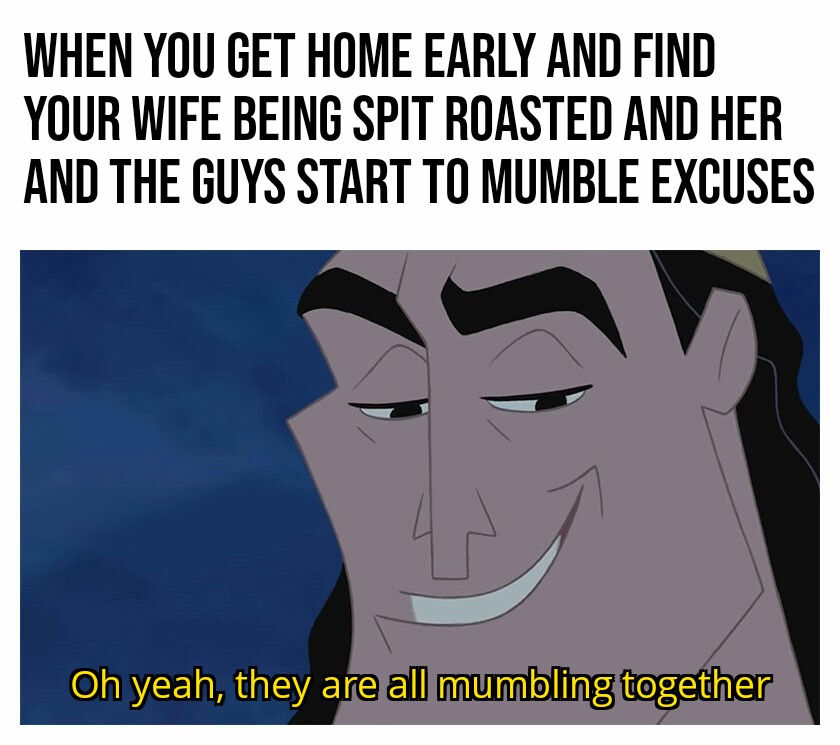 WHEN YOU GET HOME EARLY AND FIND
YOUR WIFE BEING SPIT ROASTED AND HER
AND THE GUYS START TO MUMBLE EXCUSES
Oh yeah, they are all mumbling together